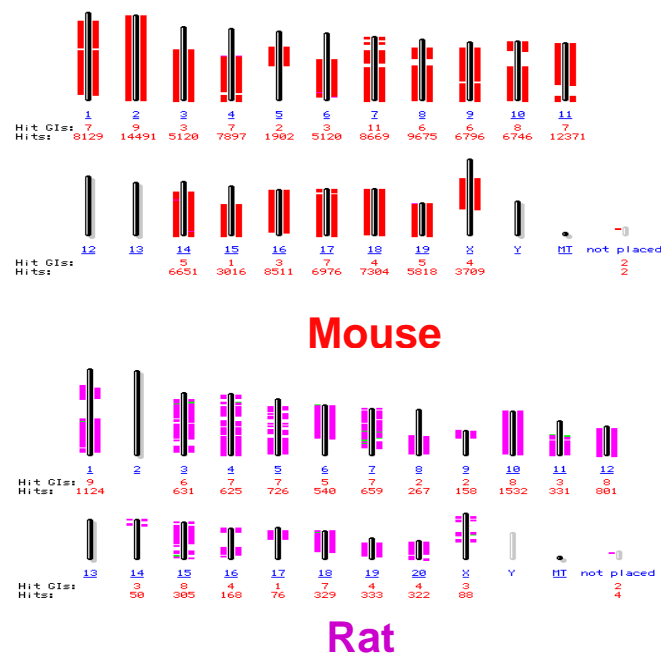 1 2 3 4 5 6 7 8 9 10 11
Hit GIs: 7 9 3 7 2 3 11 6 6 8 7
Hits: 8129 14491 5120 7897 1902 5120 8669 9675 6796 6746 12371
12 13 14 15 16 17 18 19 X Y MT not placed
Hit GIs: 5 1 3 7 4 5 4 2
Hits: 6651 3016 8511 6976 7304 5818 3709 2
Mouse
1 2 3 4 5 6 7 8 9 10 11 12
Hit GIs: 9 6 7 7 5 7 2 2 8 3 8
Hits: 1124 631 625 726 540 659 267 158 1532 331 801
13 14 15 16 17 18 19 20 X Y MT not placed
Hit GIs: 3 8 4 1 7 4 4 3 2
Hits: 50 305 168 76 329 333 322 88 4
Rat